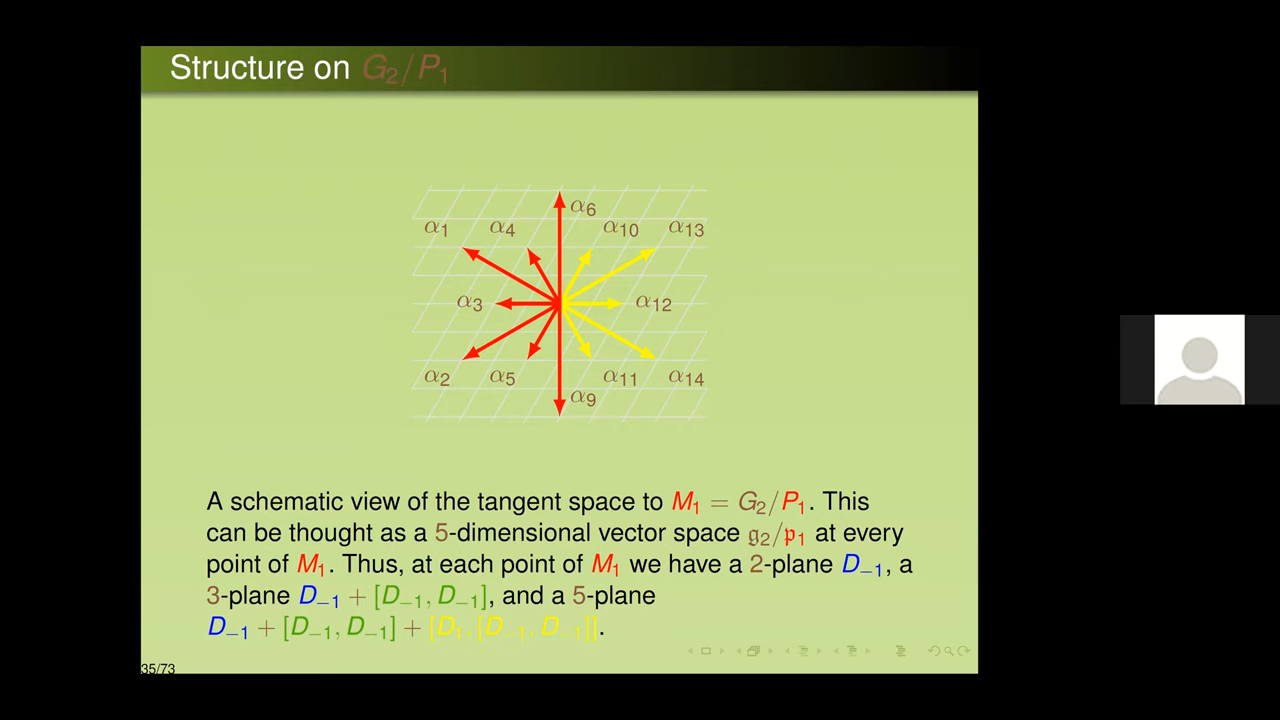 Structure on G₂/P₁
α₆
α₁ α₄ α₁₀ α₁₃
α₃ α₁₂
α₂ α₅ α₁₁ α₁₄
α₉
A schematic view of the tangent space to M₁ = G₂/P₁. This
can be thought as a 5-dimensional vector space 𝔤₂/𝔭₁ at every
point of M₁. Thus, at each point of M₁ we have a 2-plane D₋₁, a
3-plane D₋₁ + [D₋₁, D₋₁], and a 5-plane
D₋₁ + [D₋₁, D₋₁] + [D₁, [D₋₁, D₋₁]].
35/73